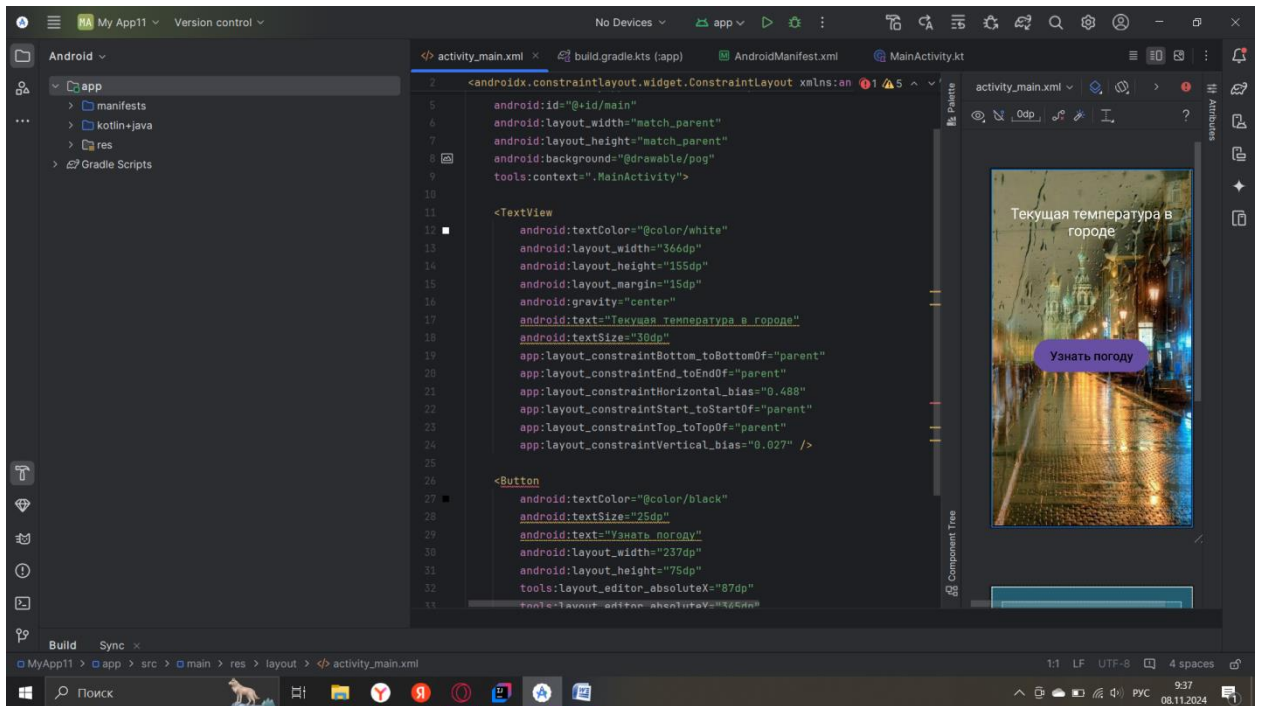 MA My App11 Version control No Devices app
Android
app
manifests
kotlin+java
res
Gradle Scripts
activity_main.xml build.gradle.kts (:app) AndroidManifest.xml MainActivity.kt
2 <androidx.constraintlayout.widget.ConstraintLayout xmlns:an 1 5
5 android:id="@+id/main"
6 android:layout_width="match_parent"
7 android:layout_height="match_parent"
8 android:background="@drawable/pog"
9 tools:context=".MainActivity">
10
11 <TextView
12 android:textColor="@color/white"
13 android:layout_width="366dp"
14 android:layout_height="155dp"
15 android:layout_margin="15dp"
16 android:gravity="center"
17 android:text="Текущая температура в городе"
18 android:textSize="30dp"
19 app:layout_constraintBottom_toBottomOf="parent"
20 app:layout_constraintEnd_toEndOf="parent"
21 app:layout_constraintHorizontal_bias="0.488"
22 app:layout_constraintStart_toStartOf="parent"
23 app:layout_constraintTop_toTopOf="parent"
24 app:layout_constraintVertical_bias="0.027" />
25
26 <Button
27 android:textColor="@color/black"
28 android:textSize="25dp"
29 android:text="Узнать погоду"
30 android:layout_width="237dp"
31 android:layout_height="75dp"
32 tools:layout_editor_absoluteX="87dp"
33 tools:layout_editor_absoluteY="345dp"
Palette
Component Tree
activity_main.xml
0dp ?
Attributes
Текущая температура в
городе
Узнать погоду
Build Sync
MyApp11 > app > src > main > res > layout > activity_main.xml
1:1 LF UTF-8 4 spaces
Поиск
РУС
9:37
08.11.2024